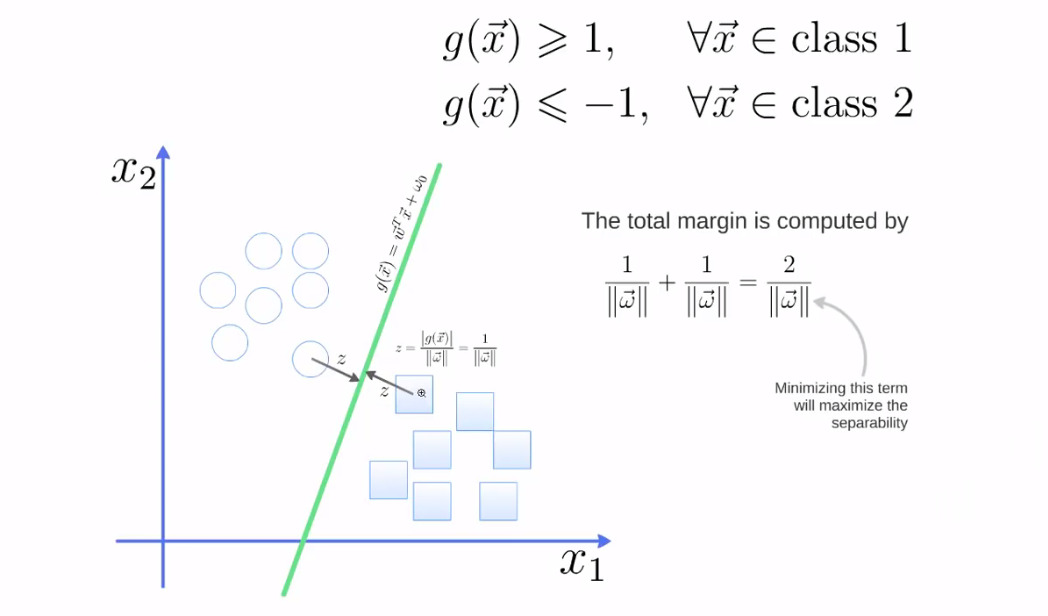 g(x⃗) ⩾ 1, ∀x⃗ ∈ class 1
g(x⃗) ⩽ −1, ∀x⃗ ∈ class 2
x₂
g(x⃗) = w⃗ᵀx⃗ + ω₀
The total margin is computed by
1/‖ω⃗‖ + 1/‖ω⃗‖ = 2/‖ω⃗‖
z = |g(x⃗)|/‖ω⃗‖ = 1/‖ω⃗‖
z
z
Minimizing this term
will maximize the
separability
x₁